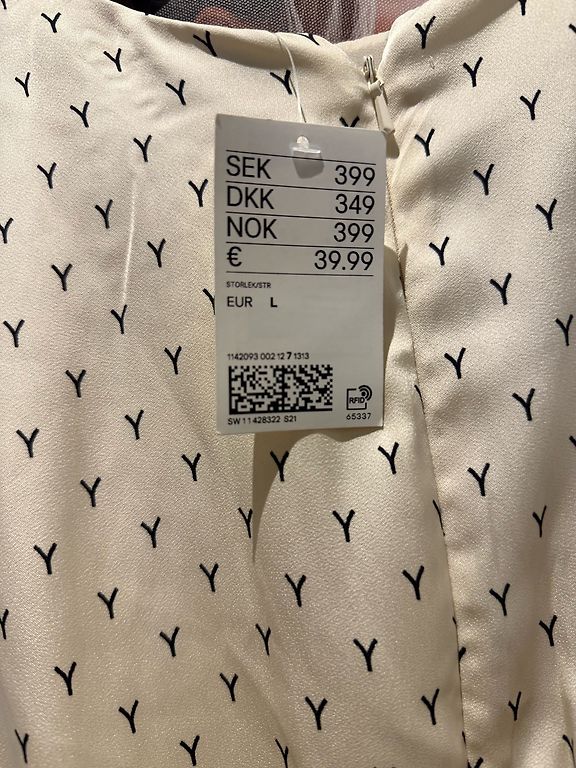 SEK 399
DKK 349
NOK 399
€ 39.99
STORLEK/STR
EUR L
1142093 002 12 7 1313
RFID
SW 11428322 S21
65337